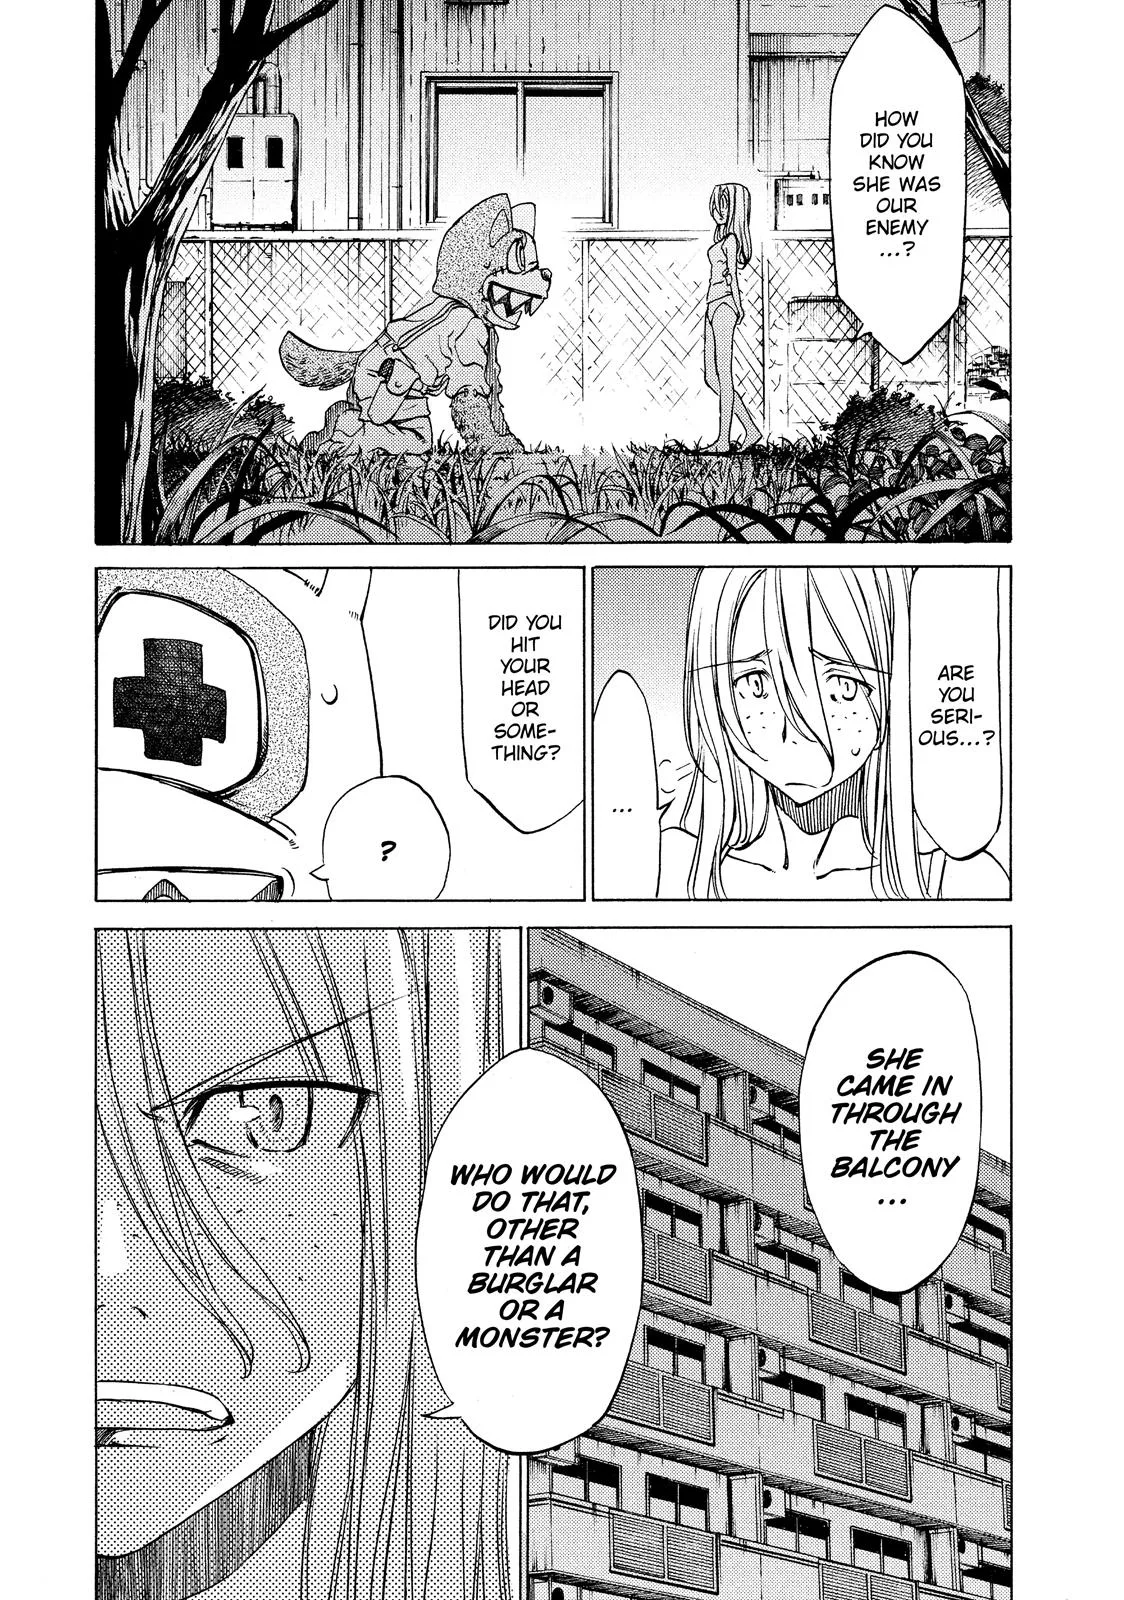 HOW
DID YOU
KNOW
SHE WAS
OUR
ENEMY
...?
ARE
YOU
SERI-
OUS...?
...
DID YOU
HIT
YOUR
HEAD
OR
SOME-
THING?
?
SHE
CAME IN
THROUGH
THE
BALCONY
...
WHO WOULD
DO THAT,
OTHER
THAN A
BURGLAR
OR A
MONSTER?